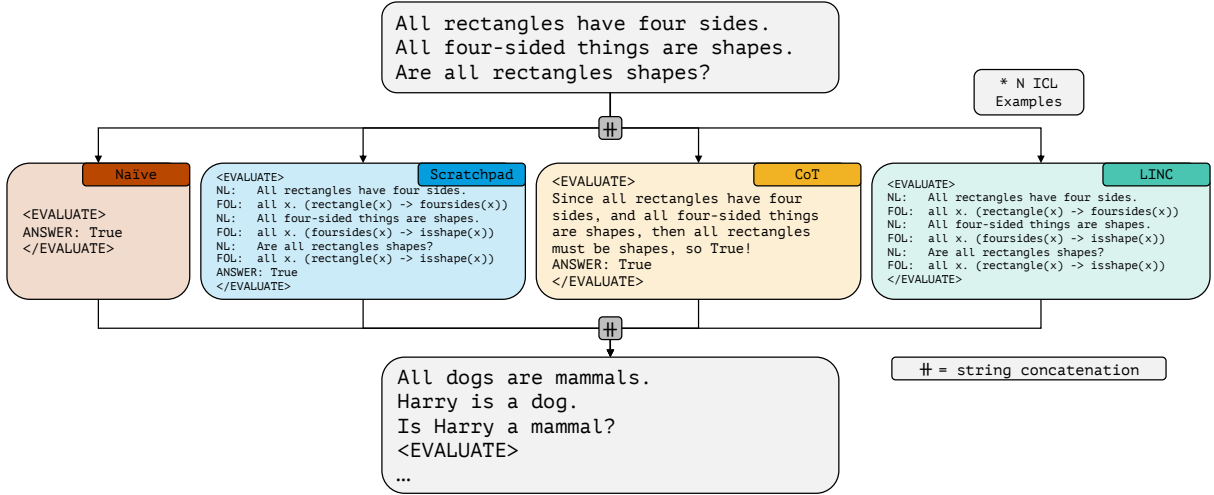 All rectangles have four sides.
All four-sided things are shapes.
Are all rectangles shapes?
* N ICL
Examples
⧺
Naïve
<EVALUATE>
ANSWER: True
</EVALUATE>
Scratchpad
<EVALUATE>
NL: All rectangles have four sides.
FOL: all x. (rectangle(x) -> foursides(x))
NL: All four-sided things are shapes.
FOL: all x. (foursides(x) -> isshape(x))
NL: Are all rectangles shapes?
FOL: all x. (rectangle(x) -> isshape(x))
ANSWER: True
</EVALUATE>
CoT
<EVALUATE>
Since all rectangles have four
sides, and all four-sided things
are shapes, then all rectangles
must be shapes, so True!
ANSWER: True
</EVALUATE>
LINC
<EVALUATE>
NL: All rectangles have four sides.
FOL: all x. (rectangle(x) -> foursides(x))
NL: All four-sided things are shapes.
FOL: all x. (foursides(x) -> isshape(x))
NL: Are all rectangles shapes?
FOL: all x. (rectangle(x) -> isshape(x))
</EVALUATE>
⧺
All dogs are mammals.
Harry is a dog.
Is Harry a mammal?
<EVALUATE>
…
⧺ = string concatenation